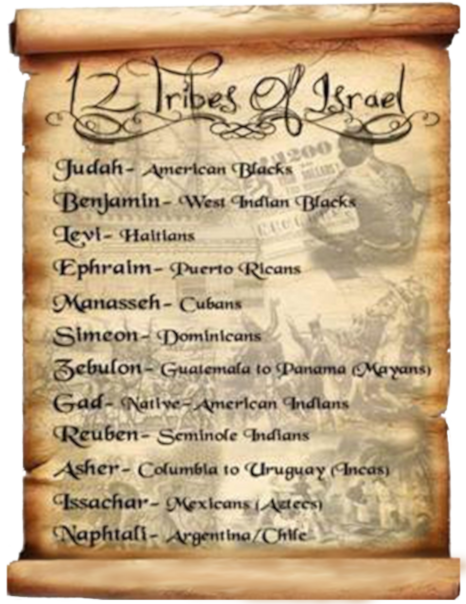 12 Tribes Of Israel
$1200
Judah- American Blacks
Benjamin- West Indian Blacks
Levi- Haitians
Ephraim- Puerto Ricans
Manasseh- Cubans
Simeon- Dominicans
Zebulon- Guatemala to Panama (Mayans)
Gad- Native-American Indians
Reuben- Seminole Indians
Asher- Columbia to Uruguay (Incas)
Issachar- Mexicans (Aztecs)
Naphtali- Argentina/Chile